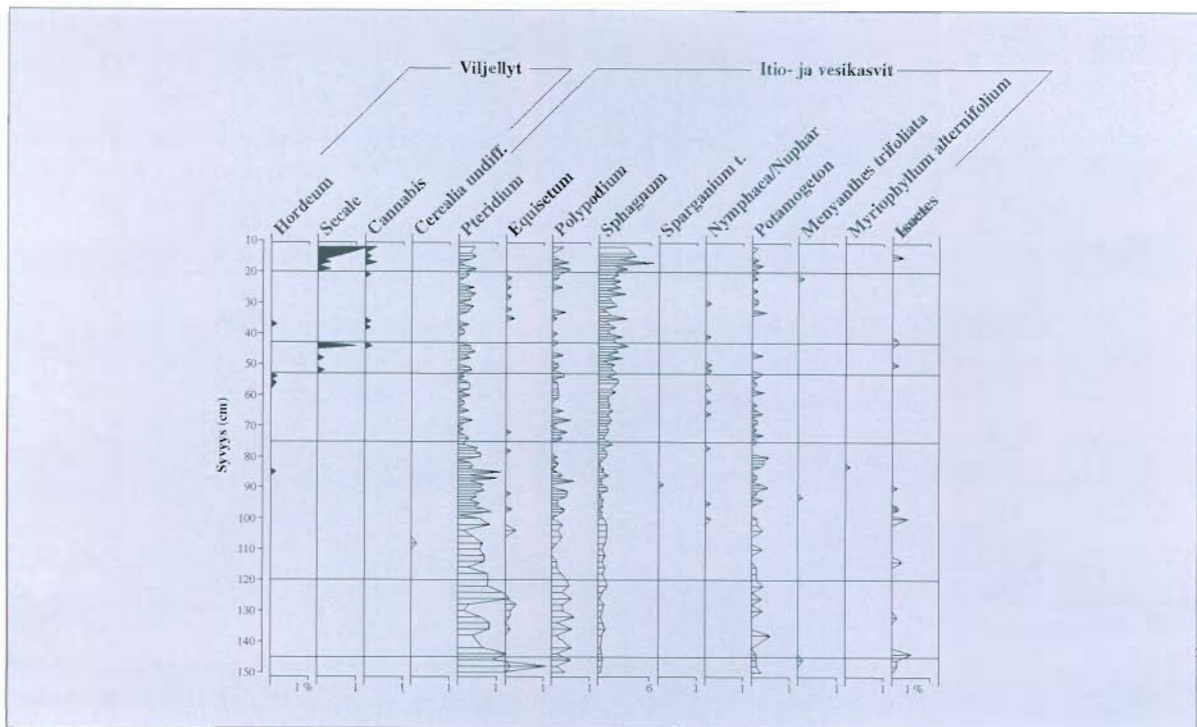 Viljellyt
Itio- ja vesikasvit
Hordeum
Secale
Cannabis
Cerealia undiff.
Pteridium
Equisetum
Polypodium
Sphagnum
Sparganium t.
Nymphaea/Nuphar
Potamogeton
Menyanthes trifoliata
Myriophyllum alternifolium
Isoetes
Syvyys (cm)
10
20
30
40
50
60
70
80
90
100
110
120
130
140
150
1 % 1 1 1 1 1 1 6 1 1 1 1 1 1 %